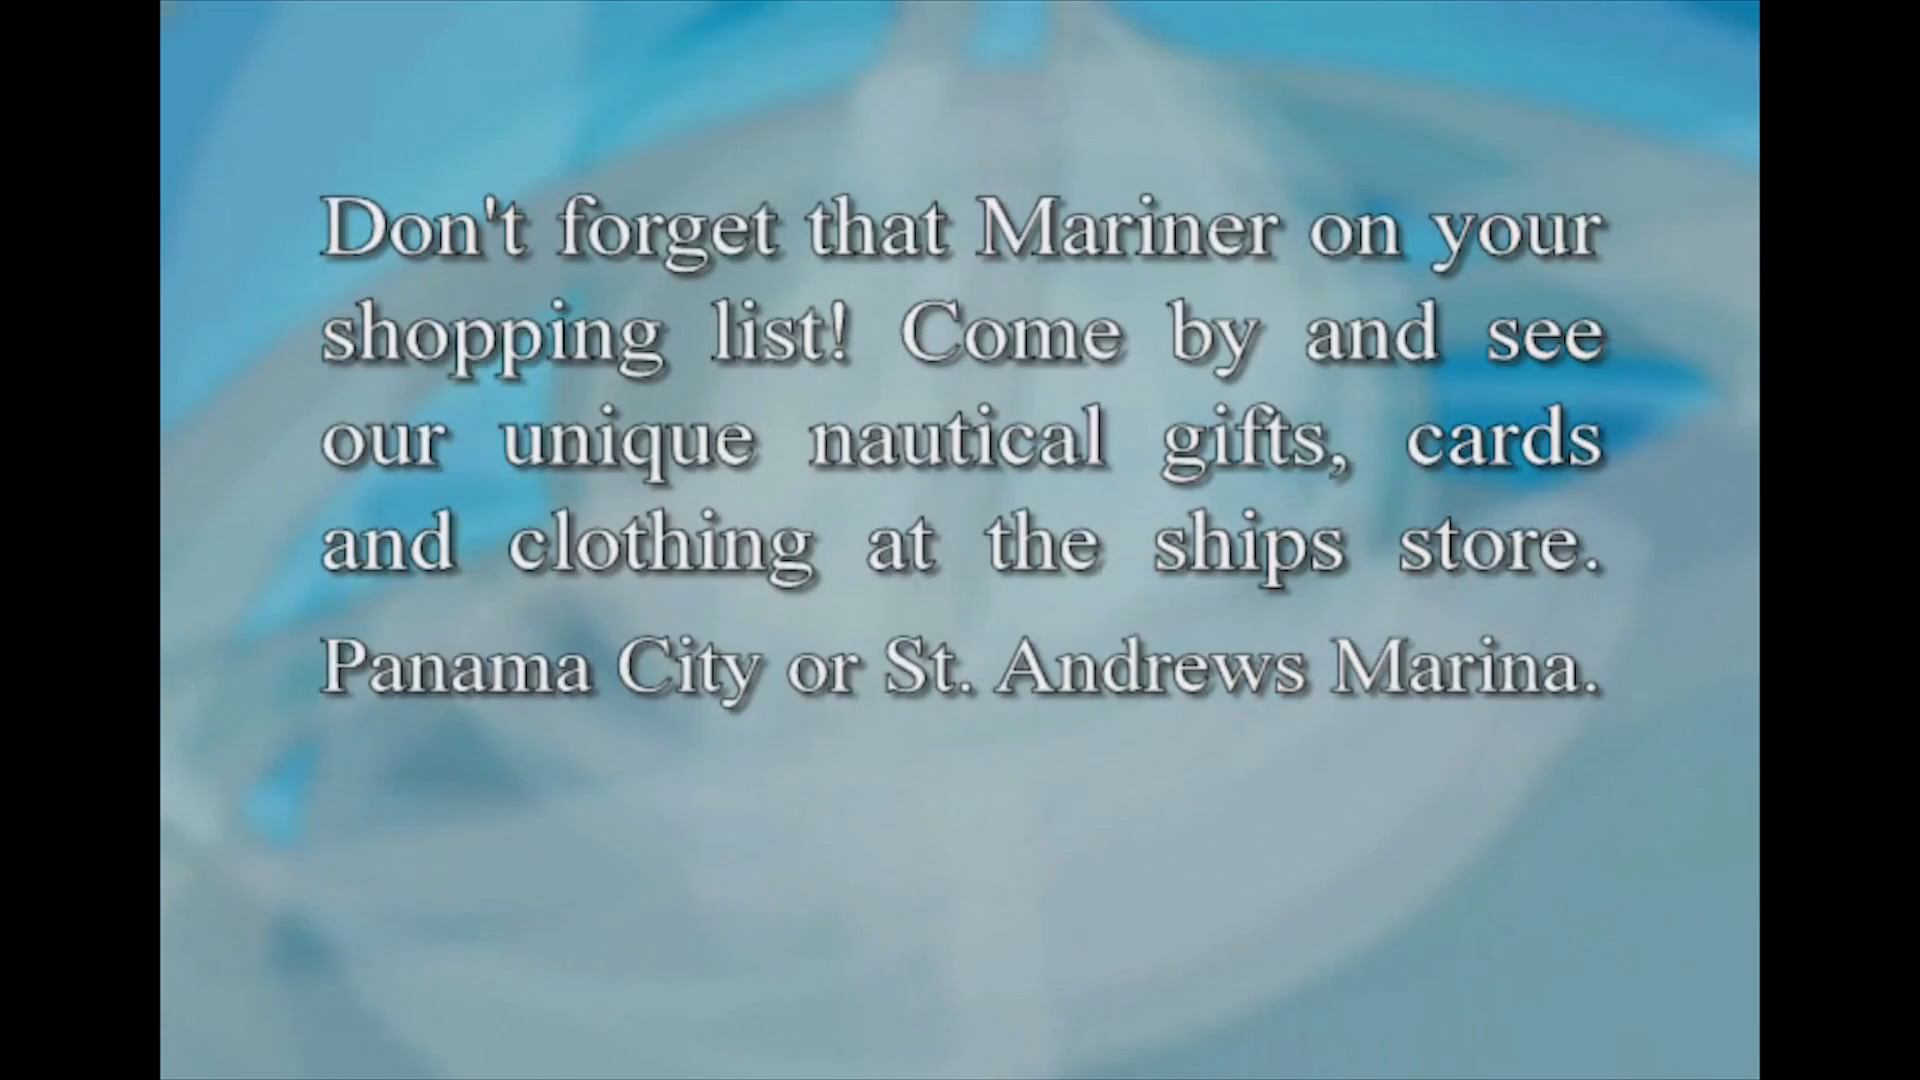 Don't forget that Mariner on your
shopping list! Come by and see
our unique nautical gifts, cards
and clothing at the ships store.
Panama City or St. Andrews Marina.